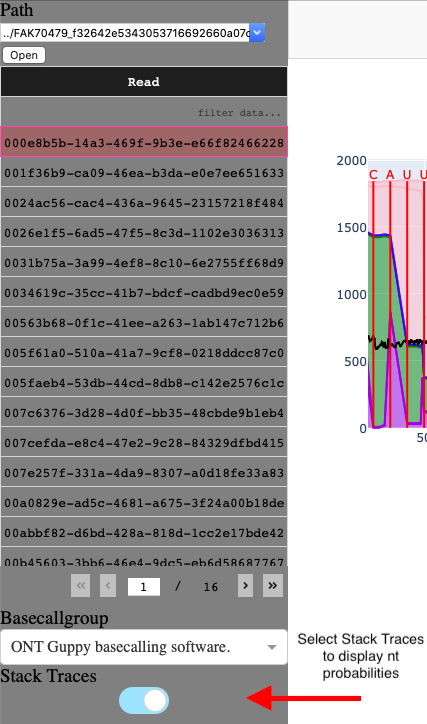 Path
../FAK70479_f32642e5343053716692660a07c
Open
Read
filter data...
000e8b5b-14a3-469f-9b3e-e66f82466228
001f36b9-ca09-46ea-b3da-e0e7ee651633
0024ac56-cac4-436a-9645-23157218f484
0026e1f5-6ad5-47f5-8c3d-1102e3036313
0031b75a-3a99-4ef8-8c10-6e2755ff68d9
0034619c-35cc-41b7-bdcf-cadbd9ec0e59
00563b68-0f1c-41ee-a263-1ab147c712b6
005f61a0-510a-41a7-9cf8-0218ddcc87c0
005faeb4-53db-44cd-8db8-c142e2576c1c
007c6376-3d28-4d0f-bb35-48cbde9b1eb4
007cefda-e8c4-47e2-9c28-84329dfbd415
007e257f-331a-4da9-8307-a0d18fe33a83
00a0829e-ad5c-4681-a675-3f24a00b18de
00abbf82-d6bd-428a-818d-1cc2e17bde42
00b45603-3bb6-46e4-9dc5-eb6d58687767
1 / 16
Basecallgroup
ONT Guppy basecalling software.
Stack Traces
2000
C A U U
1500
1000
500
0
50
Select Stack Traces
to display nt
probabilities